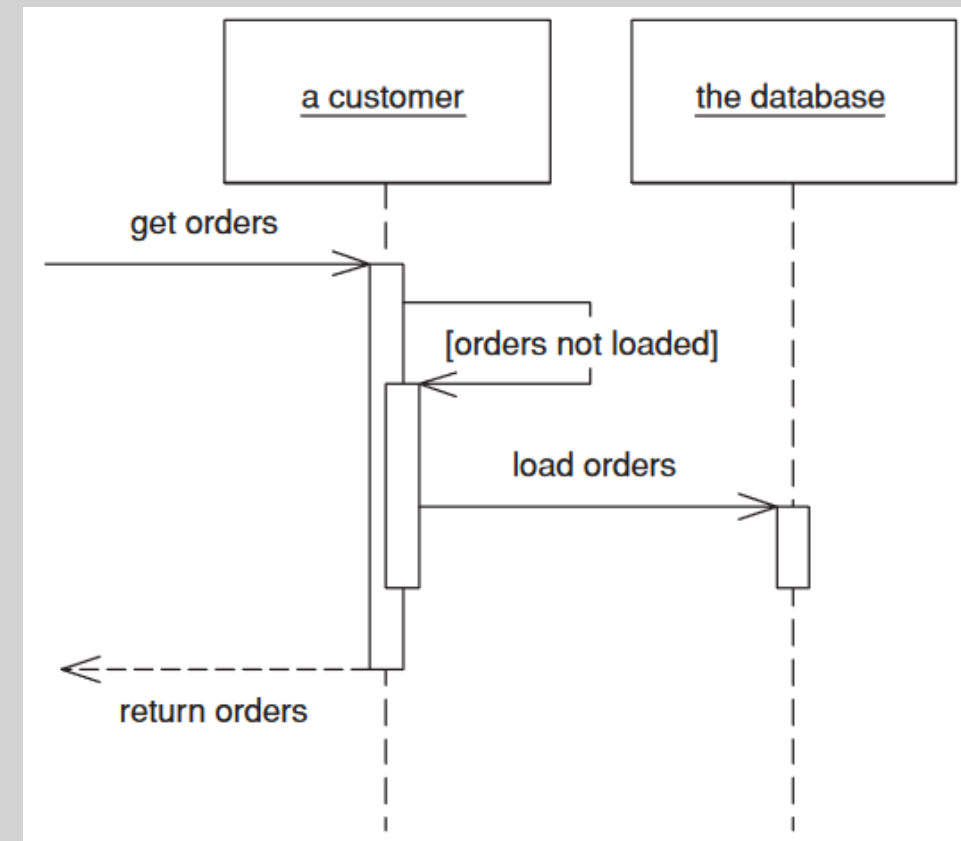 a customer
the database
get orders
[orders not loaded]
load orders
return orders